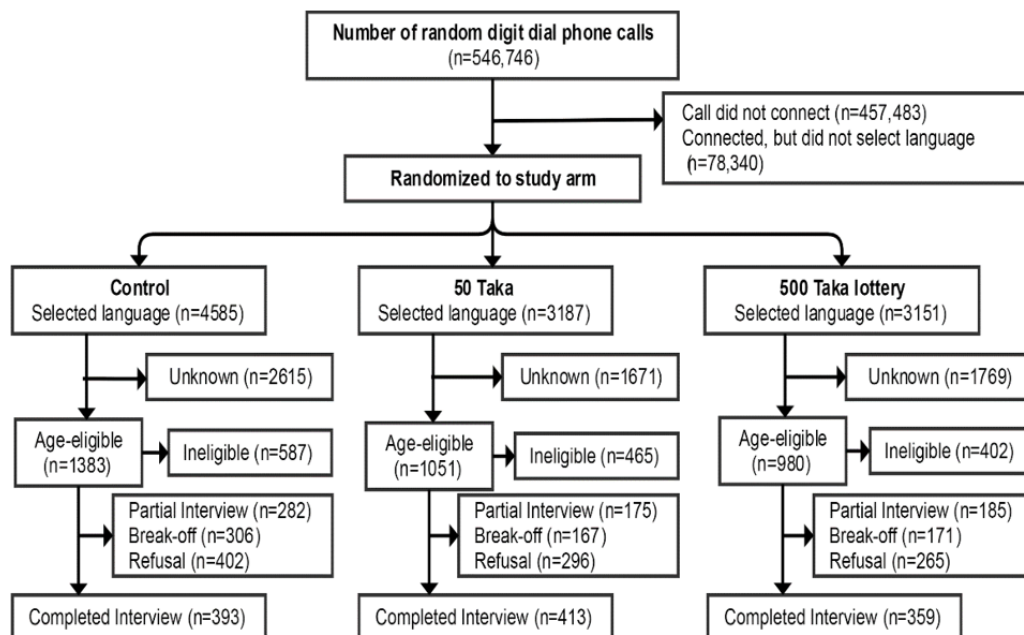 Number of random digit dial phone calls
(n=546,746)
Call did not connect (n=457,483)
Connected, but did not select language
(n=78,340)
Randomized to study arm
Control
Selected language (n=4585)
50 Taka
Selected language (n=3187)
500 Taka lottery
Selected language (n=3151)
Unknown (n=2615)
Unknown (n=1671)
Unknown (n=1769)
Age-eligible
(n=1383)
Ineligible (n=587)
Age-eligible
(n=1051)
Ineligible (n=465)
Age-eligible
(n=980)
Ineligible (n=402)
Partial Interview (n=282)
Break-off (n=306)
Refusal (n=402)
Partial Interview (n=175)
Break-off (n=167)
Refusal (n=296)
Partial Interview (n=185)
Break-off (n=171)
Refusal (n=265)
Completed Interview (n=393)
Completed Interview (n=413)
Completed Interview (n=359)